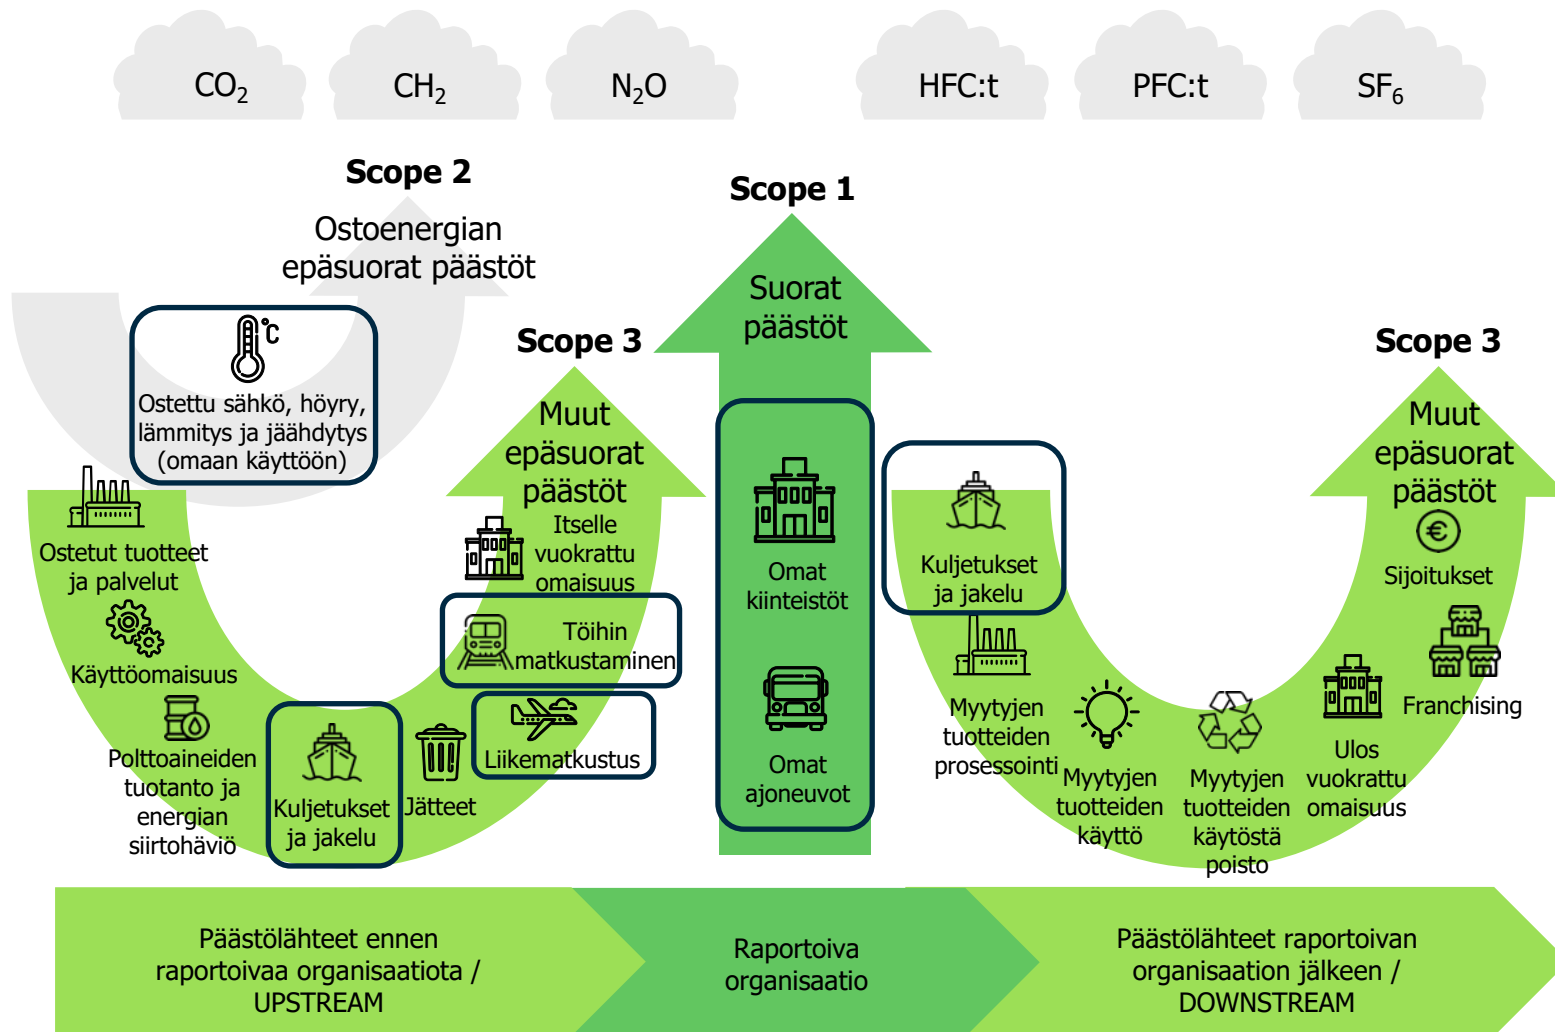 CO₂
CH₂
N₂O
HFC:t
PFC:t
SF₆
Scope 2
Ostoenergian
epäsuorat päästöt
Ostettu sähkö, höyry,
lämmitys ja jäähdytys
(omaan käyttöön)
°C
Scope 3
Muut
epäsuorat
päästöt
Ostetut tuotteet
ja palvelut
Käyttöomaisuus
Polttoaineiden
tuotanto ja
energian
siirtohäviö
Kuljetukset
ja jakelu
Jätteet
Liikematkustus
Töihin
matkustaminen
Itselle
vuokrattu
omaisuus
Scope 1
Suorat
päästöt
Omat
kiinteistöt
Omat
ajoneuvot
Scope 3
Muut
epäsuorat
päästöt
Kuljetukset
ja jakelu
Myytyjen
tuotteiden
prosessointi
Myytyjen
tuotteiden
käyttö
Myytyjen
tuotteiden
käytöstä
poisto
Ulos
vuokrattu
omaisuus
Franchising
€
Sijoitukset
Päästölähteet ennen
raportoivaa organisaatiota /
UPSTREAM
Raportoiva
organisaatio
Päästölähteet raportoivan
organisaation jälkeen /
DOWNSTREAM